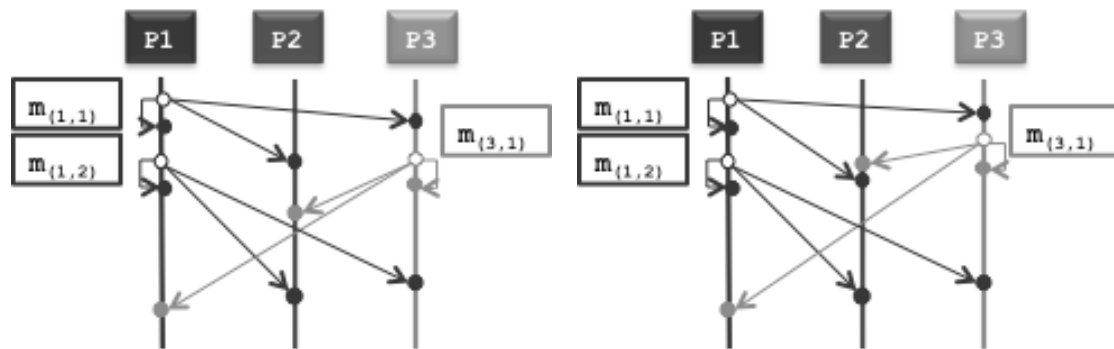 P1 P2 P3 P1 P2 P3
m(1,1) m(3,1) m(1,1) m(3,1)
m(1,2) m(1,2)